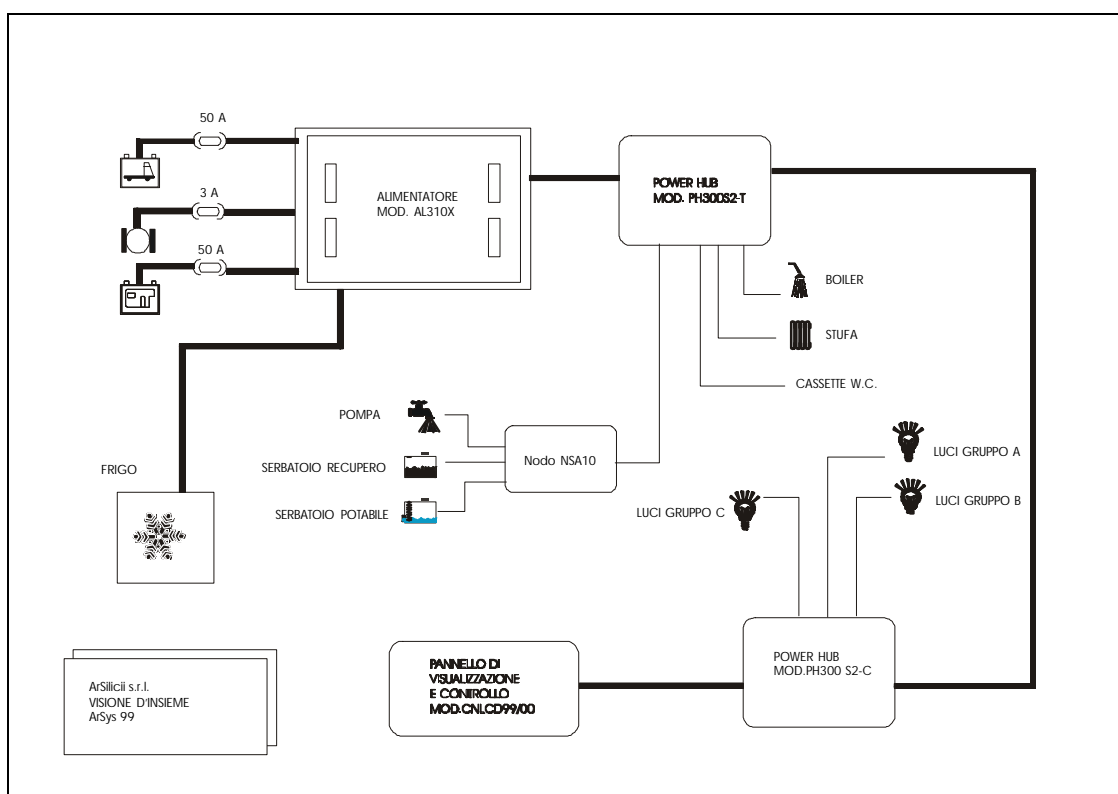 50 A
3 A
50 A
ALIMENTATORE
MOD. AL310X
POWER HUB
MOD. PH300S2-T
BOILER
STUFA
CASSETTE W.C.
POMPA
SERBATOIO RECUPERO
SERBATOIO POTABILE
Nodo NSA10
FRIGO
LUCI GRUPPO A
LUCI GRUPPO B
LUCI GRUPPO C
POWER HUB
MOD.PH300 S2-C
PANNELLO DI
VISUALIZZAZIONE
E CONTROLLO
MOD.CNLCD99/00
ArSilicii s.r.l.
VISIONE D'INSIEME
ArSys 99